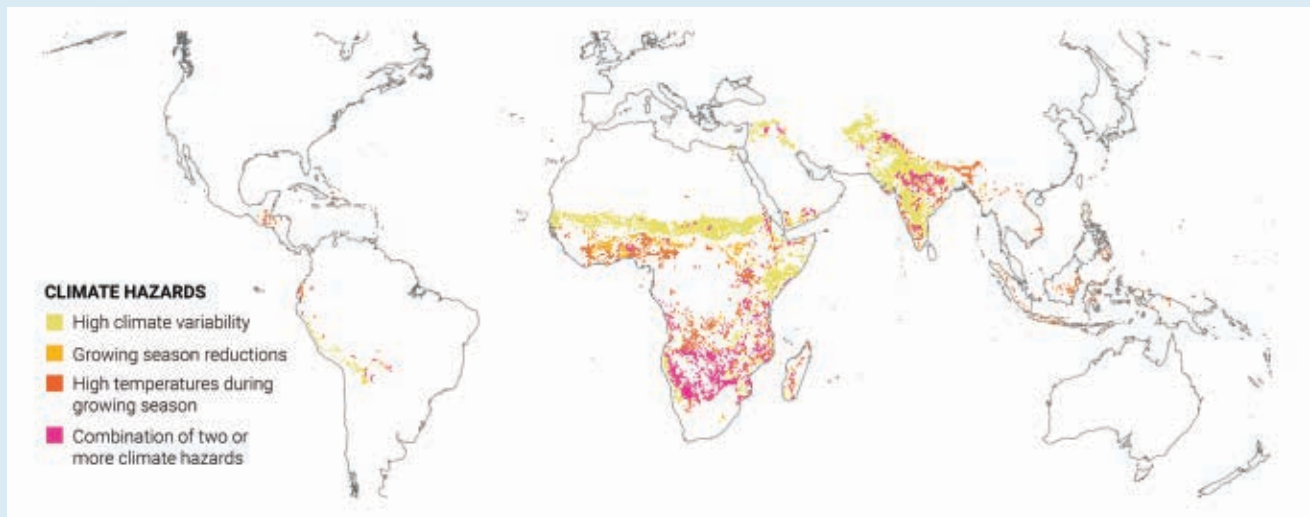 CLIMATE HAZARDS
High climate variability
Growing season reductions
High temperatures during
growing season
Combination of two or
more climate hazards